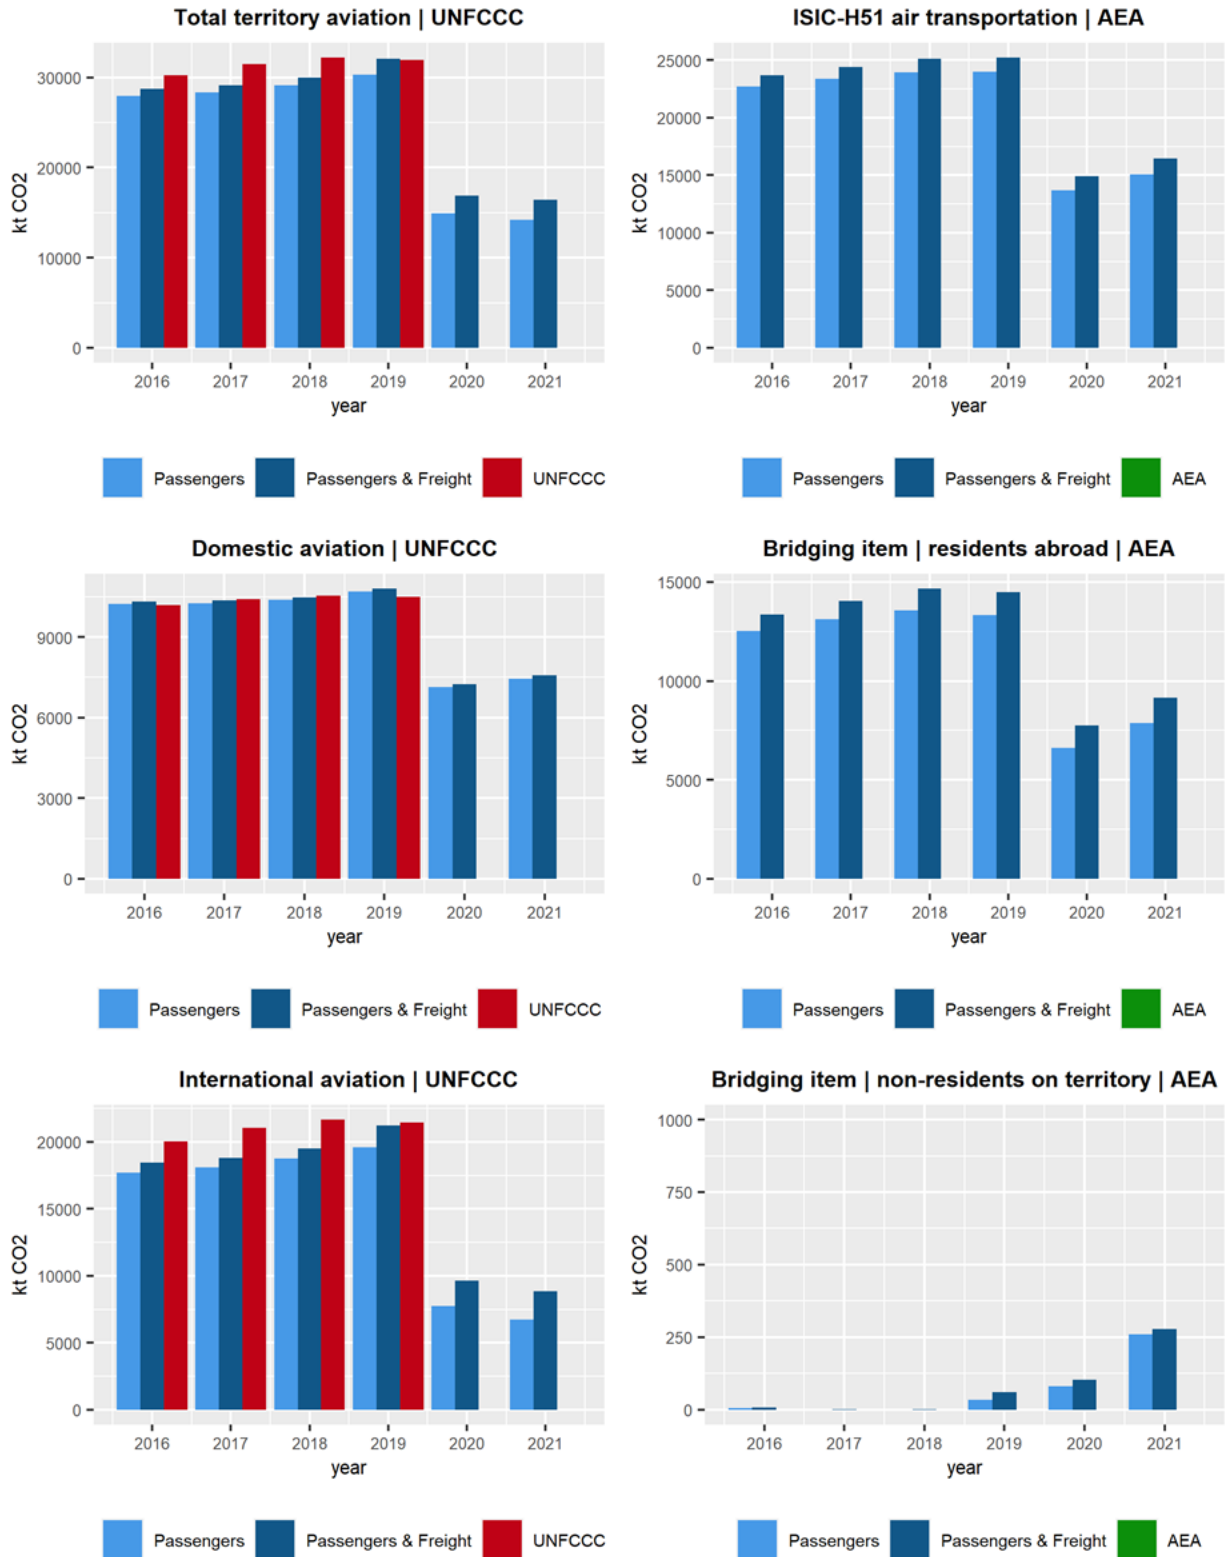 Total territory aviation | UNFCCC
kt CO2
30000
20000
10000
0
2016 2017 2018 2019 2020 2021
year
Passengers Passengers & Freight UNFCCC
ISIC-H51 air transportation | AEA
kt CO2
25000
20000
15000
10000
5000
0
2016 2017 2018 2019 2020 2021
year
Passengers Passengers & Freight AEA
Domestic aviation | UNFCCC
kt CO2
9000
6000
3000
0
2016 2017 2018 2019 2020 2021
year
Passengers Passengers & Freight UNFCCC
Bridging item | residents abroad | AEA
kt CO2
15000
10000
5000
0
2016 2017 2018 2019 2020 2021
year
Passengers Passengers & Freight AEA
International aviation | UNFCCC
kt CO2
20000
15000
10000
5000
0
2016 2017 2018 2019 2020 2021
year
Passengers Passengers & Freight UNFCCC
Bridging item | non-residents on territory | AEA
kt CO2
1000
750
500
250
0
2016 2017 2018 2019 2020 2021
year
Passengers Passengers & Freight AEA